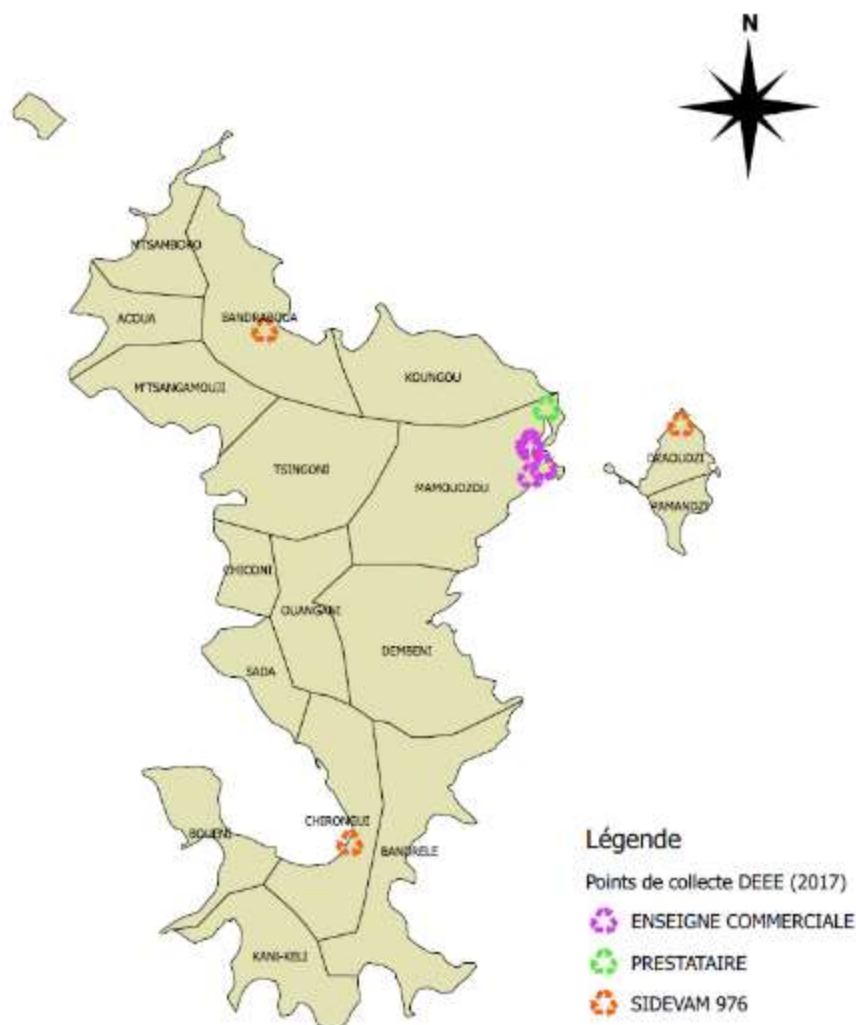 N
M'TSAMBORO
ACOUA
BANDRABOUA
M'TSANGAMOUJI
KOUNGOU
TSINGONI
MAMOUDZOU
DZAOUDZI
PAMANDZI
CHICONI
OUANGANI
DEMBENI
SADA
CHIRONGUI
BOUENI
BANDRELE
KANI-KELI
Légende
Points de collecte DEEE (2017)
ENSEIGNE COMMERCIALE
PRESTATAIRE
SIDEVAM 976